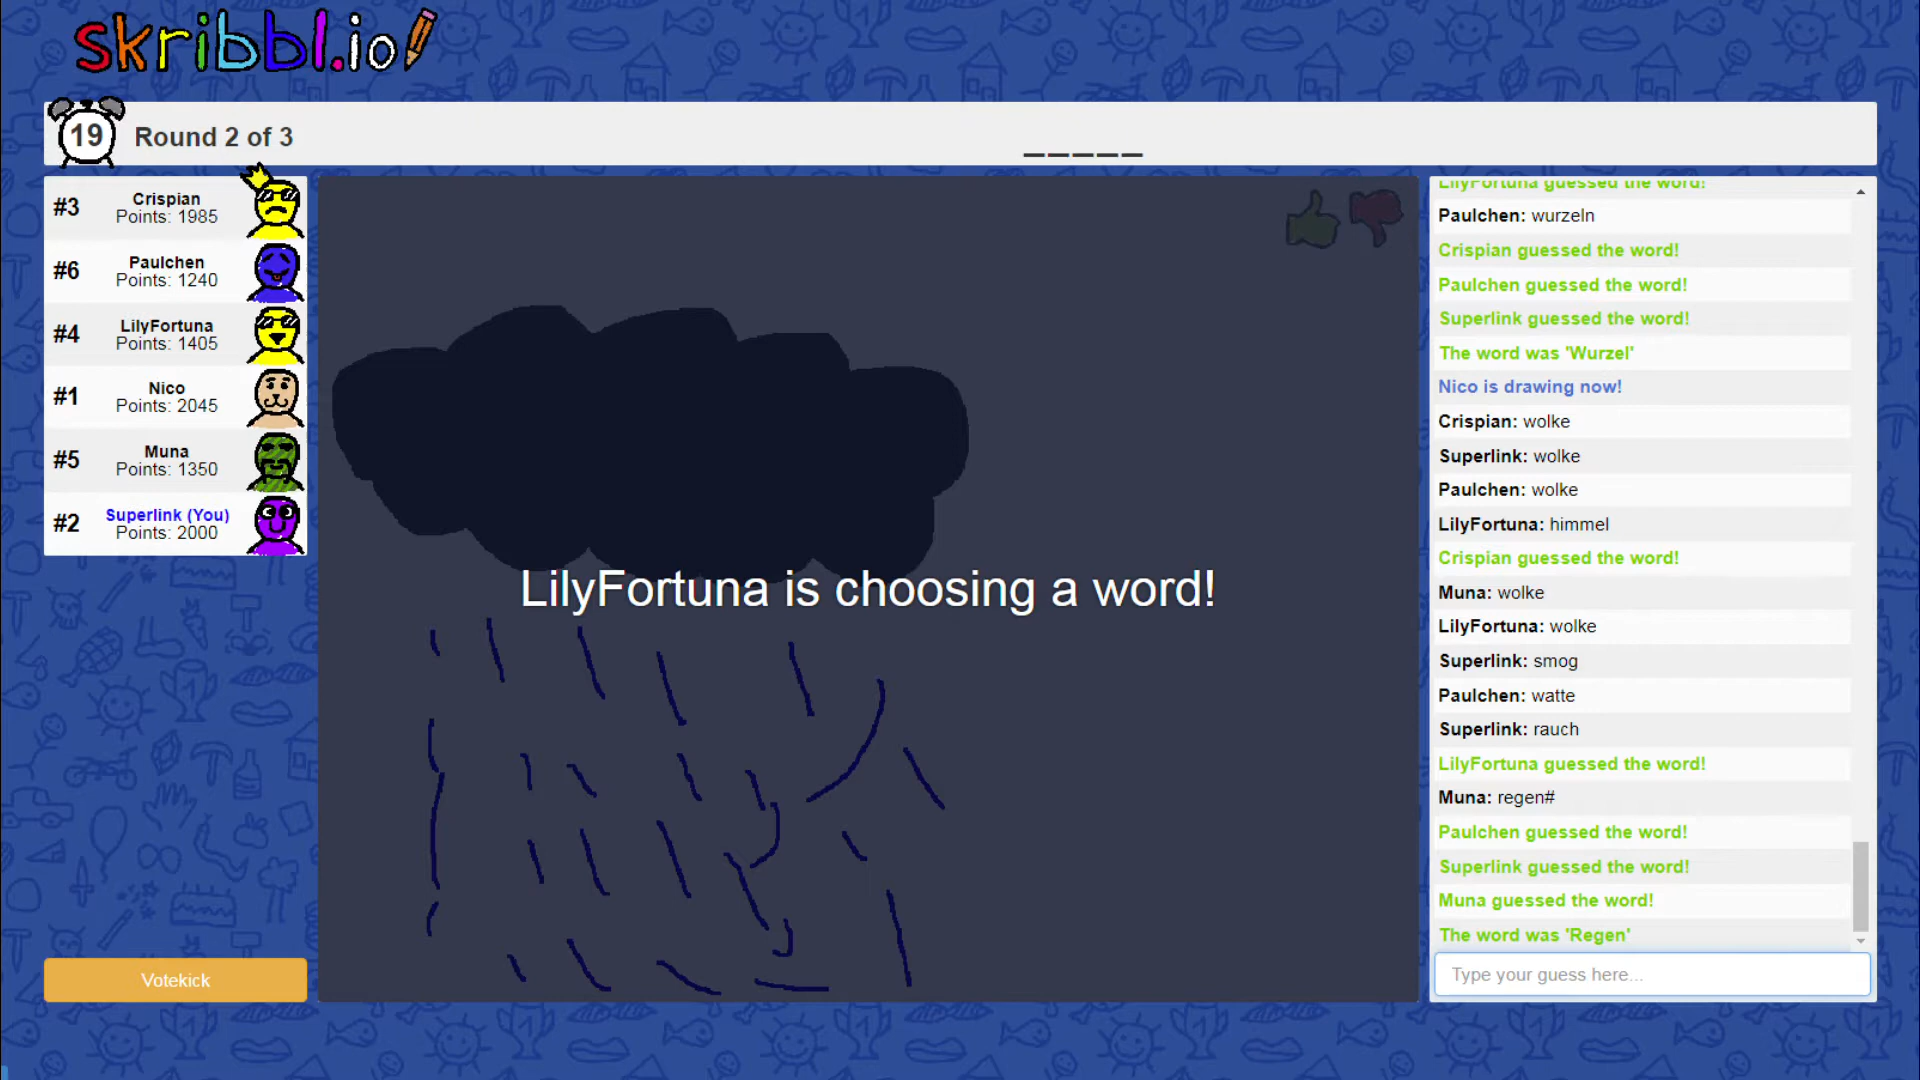 skribbl.io
19
Round 2 of 3
_____
#3
Crispian
Points: 1985
#6
Paulchen
Points: 1240
#4
LilyFortuna
Points: 1405
#1
Nico
Points: 2045
#5
Muna
Points: 1350
#2
Superlink (You)
Points: 2000
Votekick
LilyFortuna is choosing a word!
LilyFortuna guessed the word!
Paulchen: wurzeln
Crispian guessed the word!
Paulchen guessed the word!
Superlink guessed the word!
The word was 'Wurzel'
Nico is drawing now!
Crispian: wolke
Superlink: wolke
Paulchen: wolke
LilyFortuna: himmel
Crispian guessed the word!
Muna: wolke
LilyFortuna: wolke
Superlink: smog
Paulchen: watte
Superlink: rauch
LilyFortuna guessed the word!
Muna: regen#
Paulchen guessed the word!
Superlink guessed the word!
Muna guessed the word!
The word was 'Regen'
Type your guess here...